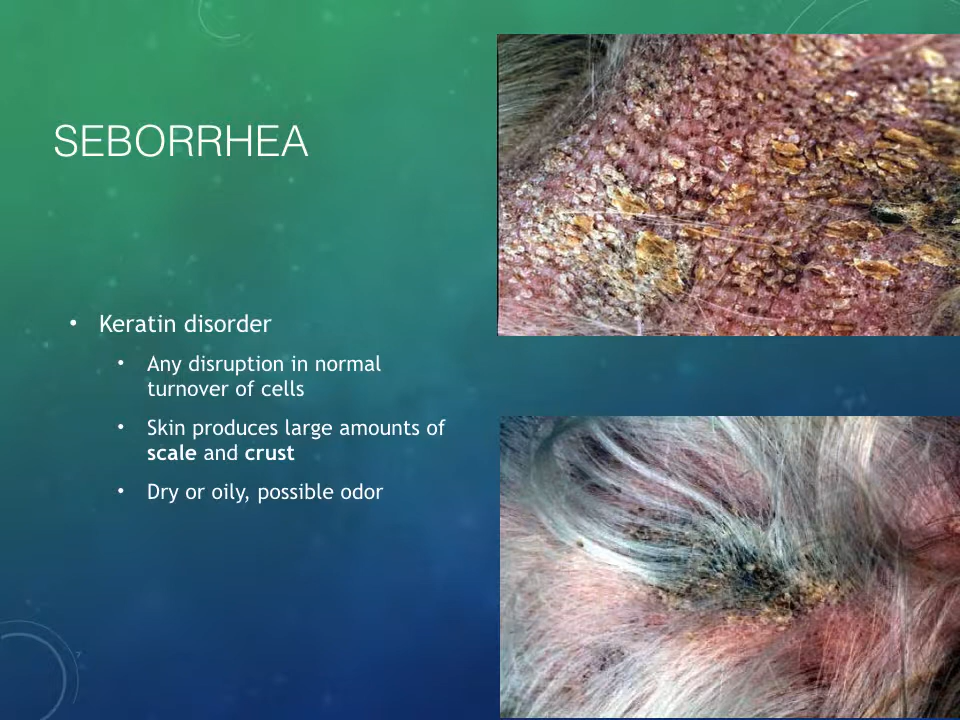 SEBORRHEA
• Keratin disorder
• Any disruption in normal
turnover of cells
• Skin produces large amounts of
scale and crust
• Dry or oily, possible odor